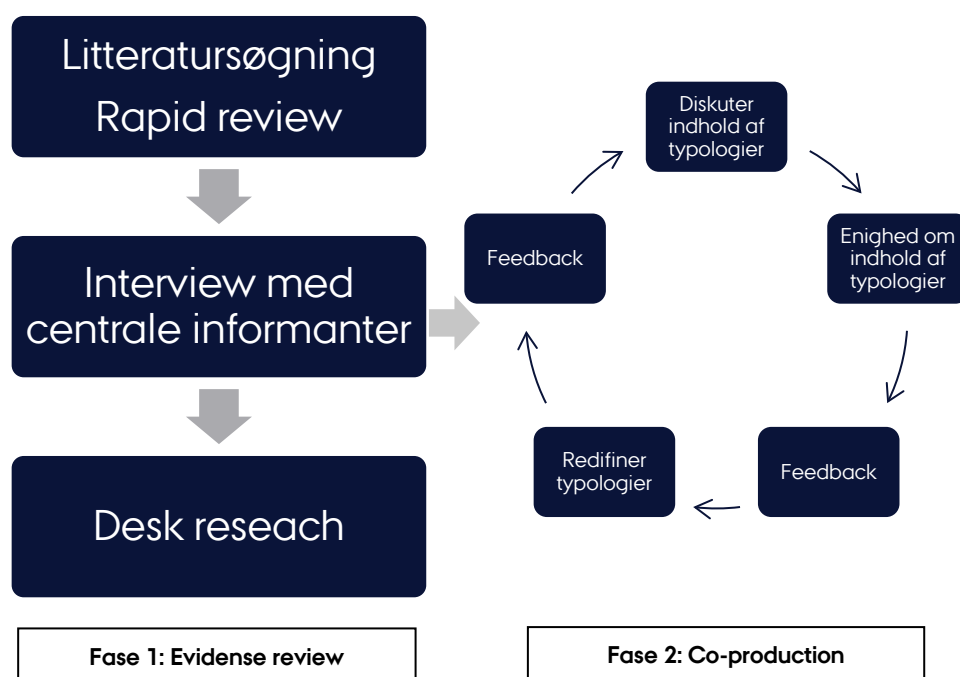 Litteratursøgning
Rapid review
Interview med
centrale informanter
Desk reseach
Fase 1: Evidense review
Diskuter
indhold af
typologier
Enighed om
indhold af
typologier
Feedback
Redifiner
typologier
Feedback
Fase 2: Co-production